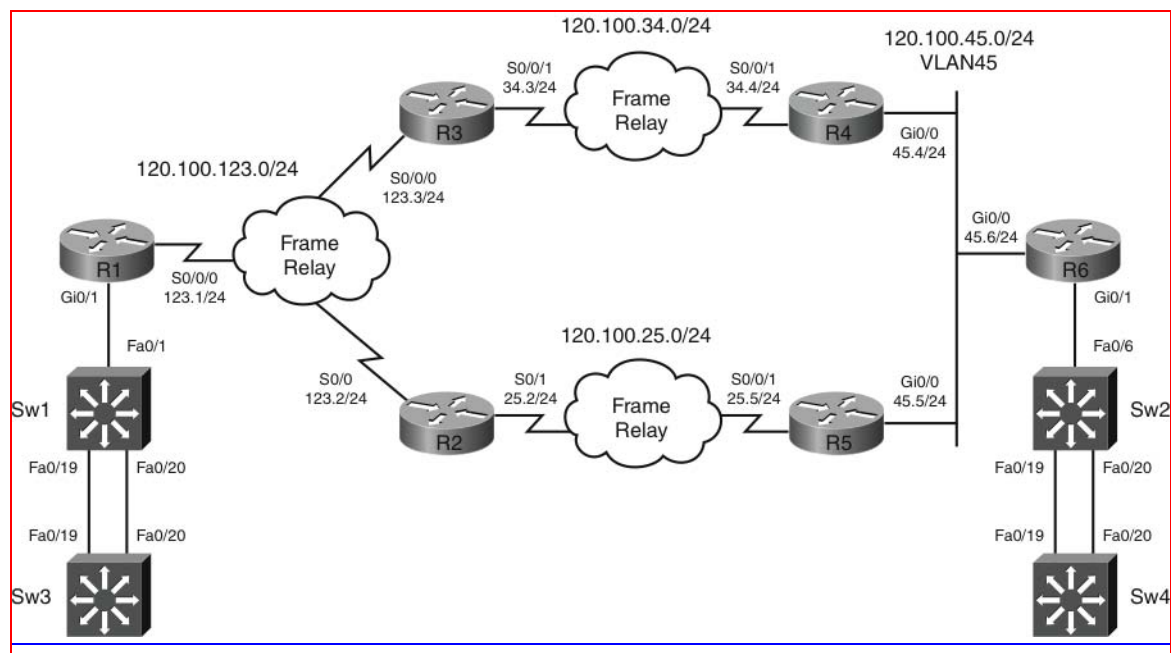 120.100.34.0/24
120.100.45.0/24
VLAN45
S0/0/1
34.3/24
Frame
Relay
S0/0/1
34.4/24
R3
R4
Gi0/0
45.4/24
120.100.123.0/24
S0/0/0
123.3/24
Gi0/0
45.6/24
R1
S0/0/0
123.1/24
Frame
Relay
R6
Gi0/1
Gi0/1
Fa0/1
120.100.25.0/24
Fa0/6
S0/0
123.2/24
S0/1
25.2/24
Frame
Relay
S0/0/1
25.5/24
Gi0/0
45.5/24
Sw1
R2
R5
Sw2
Fa0/19
Fa0/20
Fa0/19
Fa0/20
Fa0/19
Fa0/20
Fa0/19
Fa0/20
Sw3
Sw4